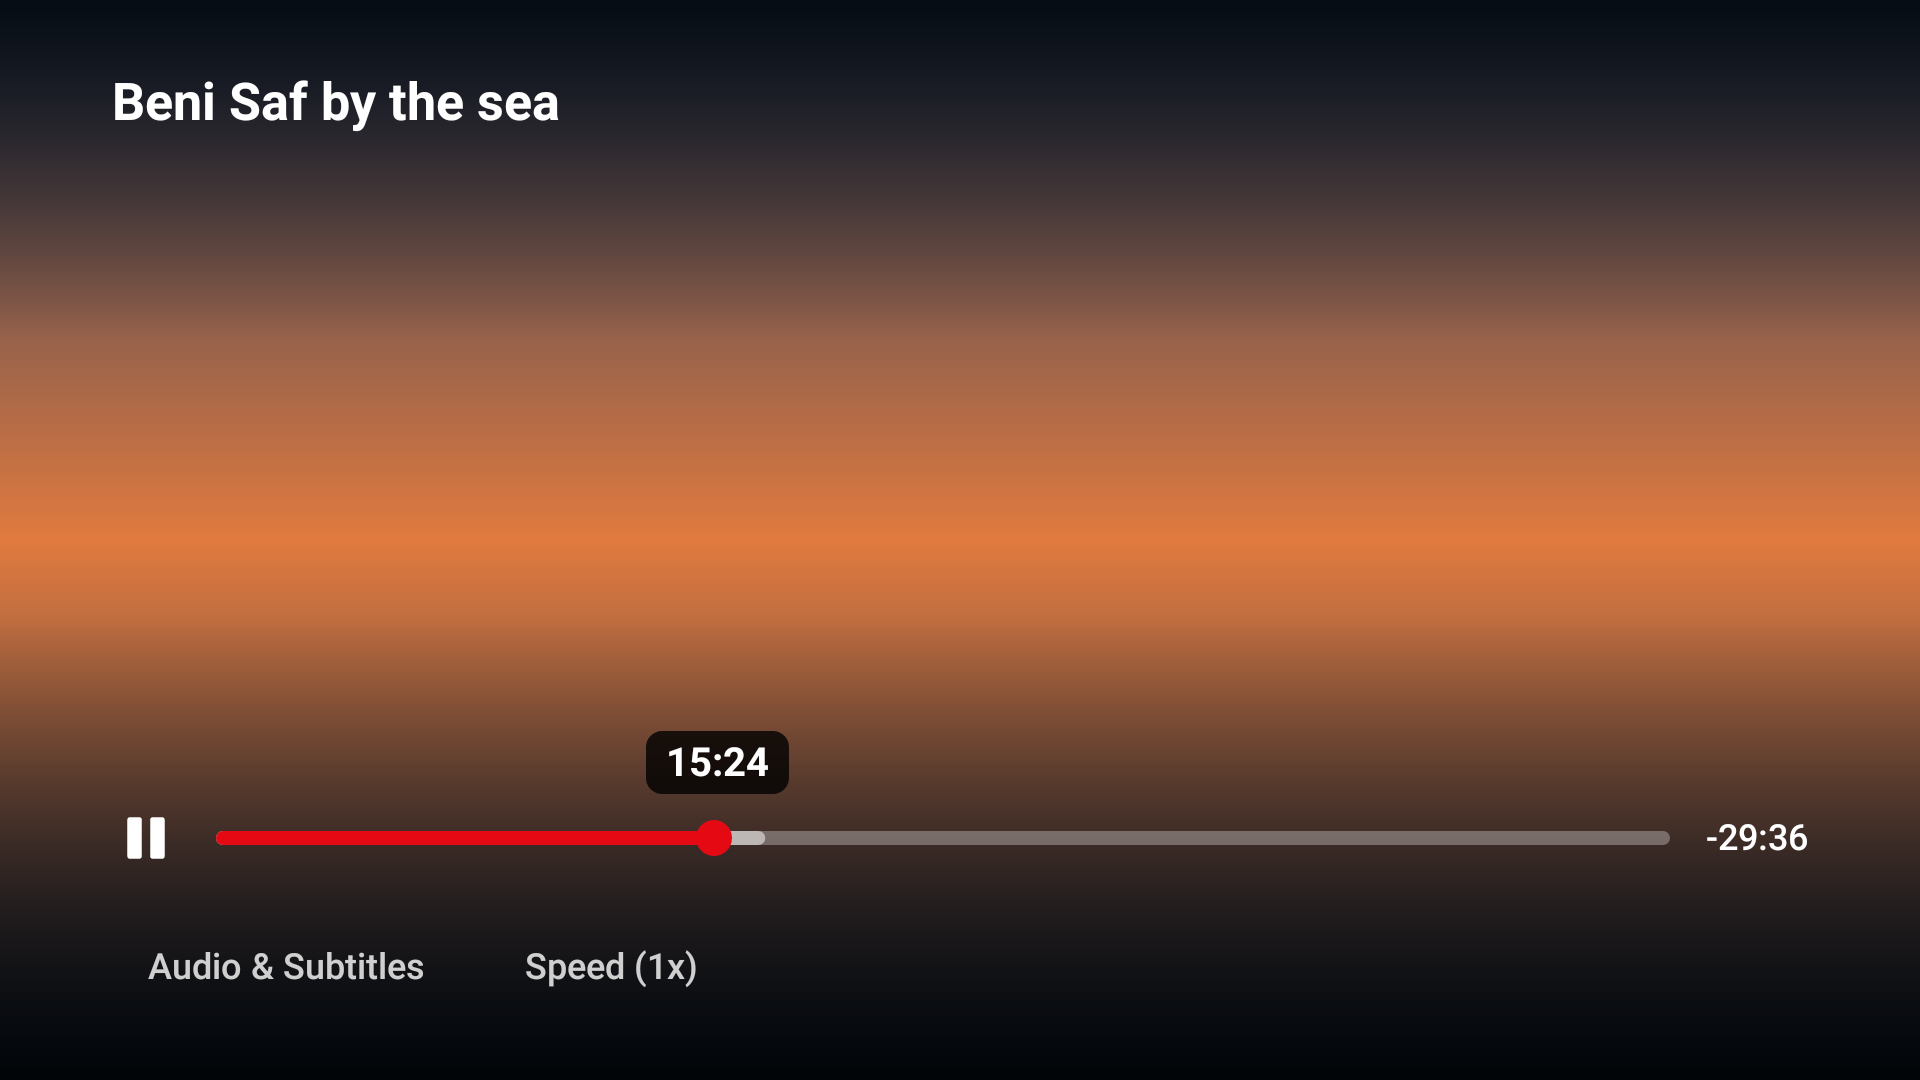 Beni Saf by the sea
15:24
-29:36
Audio & Subtitles
Speed (1x)